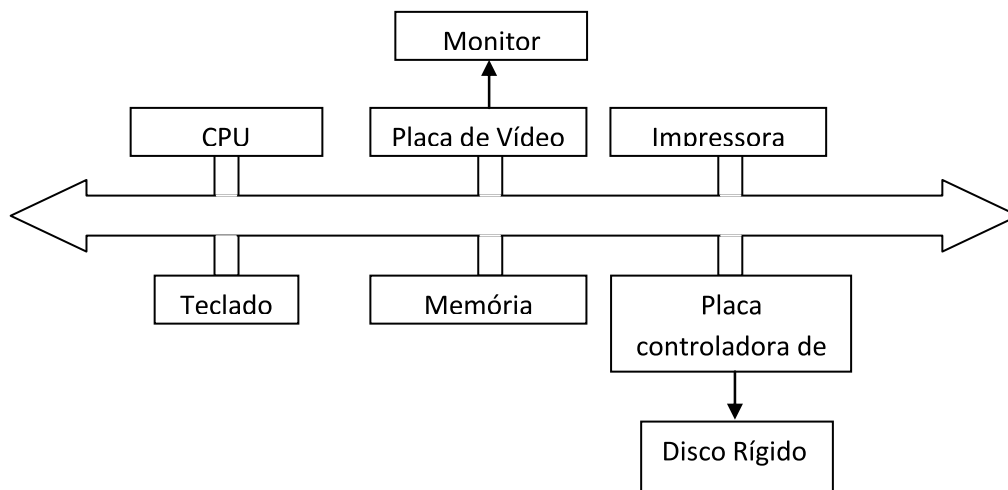 Monitor
CPU
Placa de Vídeo
Impressora
Teclado
Memória
Placa
controladora de
Disco Rígido